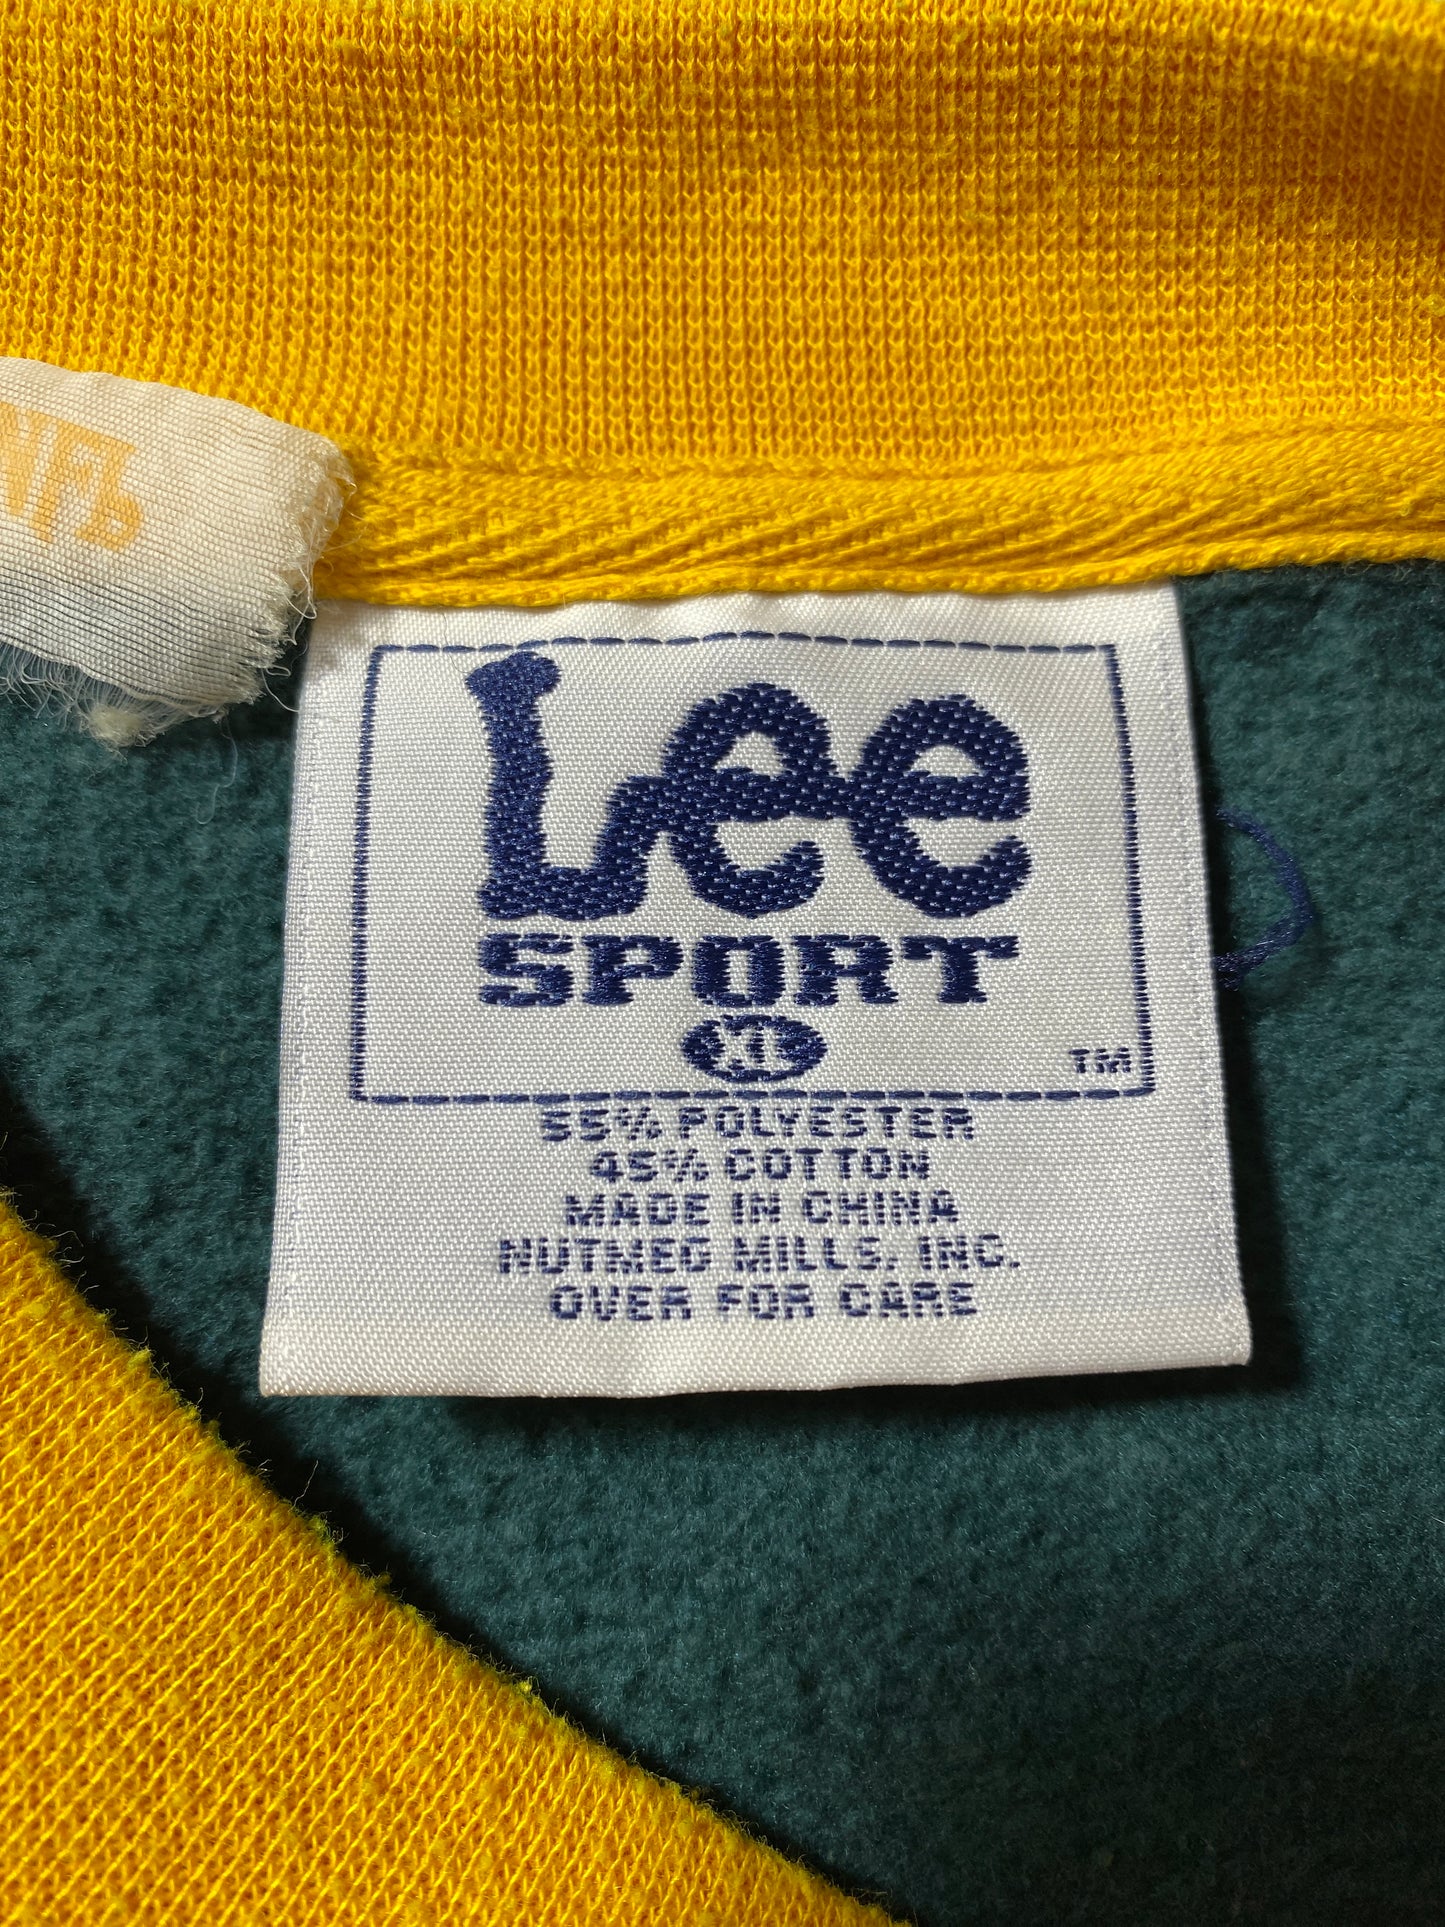 Lee
SPORT
XL
TM
55% POLYESTER
45% COTTON
MADE IN CHINA
NUTMEG MILLS, INC.
OVER FOR CARE